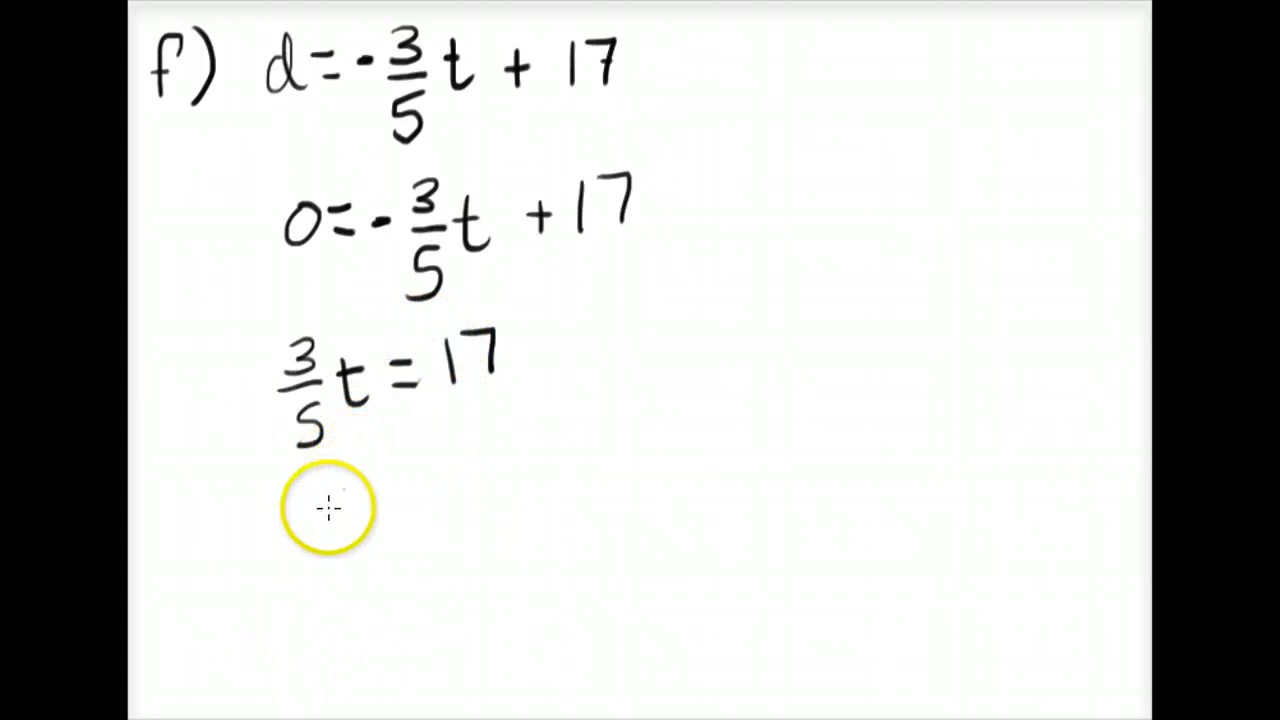 f) d = -3/5 t + 17
0 = -3/5 t + 17
3/5 t = 17